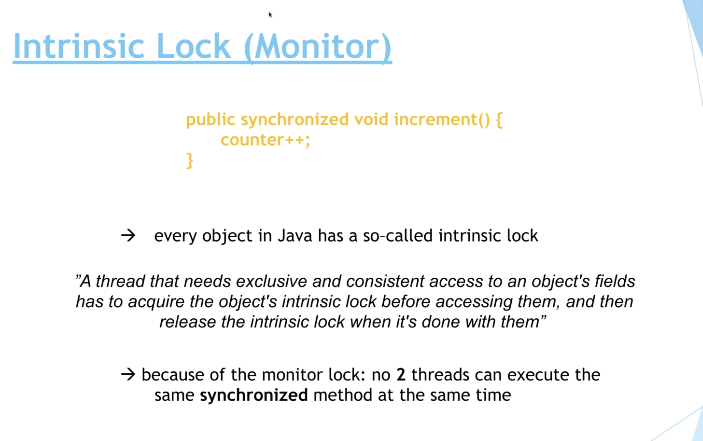 Intrinsic Lock (Monitor)
public synchronized void increment() {
counter++;
}
→ every object in Java has a so-called intrinsic lock
”A thread that needs exclusive and consistent access to an object's fields
has to acquire the object's intrinsic lock before accessing them, and then
release the intrinsic lock when it's done with them”
→ because of the monitor lock: no 2 threads can execute the
same synchronized method at the same time